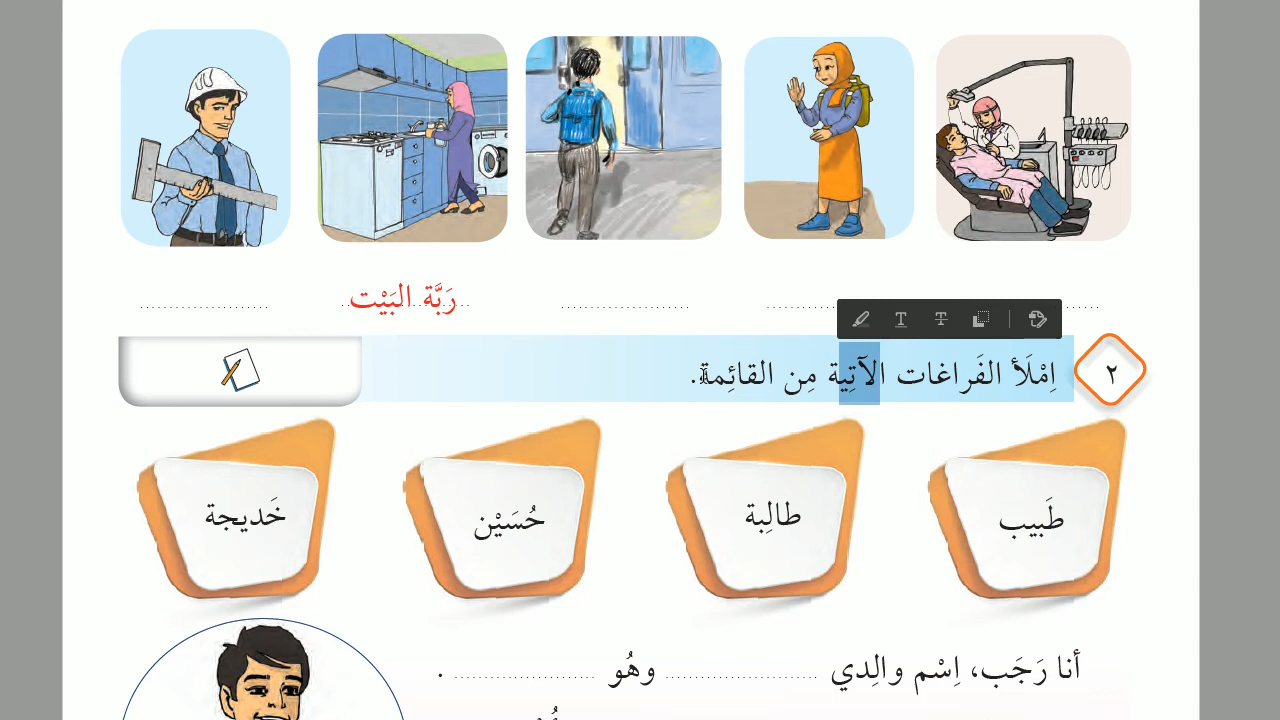 رَبَّة البَيْت
٢ اِمْلَأ الفَراغات الآتِية مِن القائِمة.
طَبيب
طالِبة
حُسَيْن
خَديجة
أنا رَجَب، اِسْم والِدي .................... وهُو .................... .